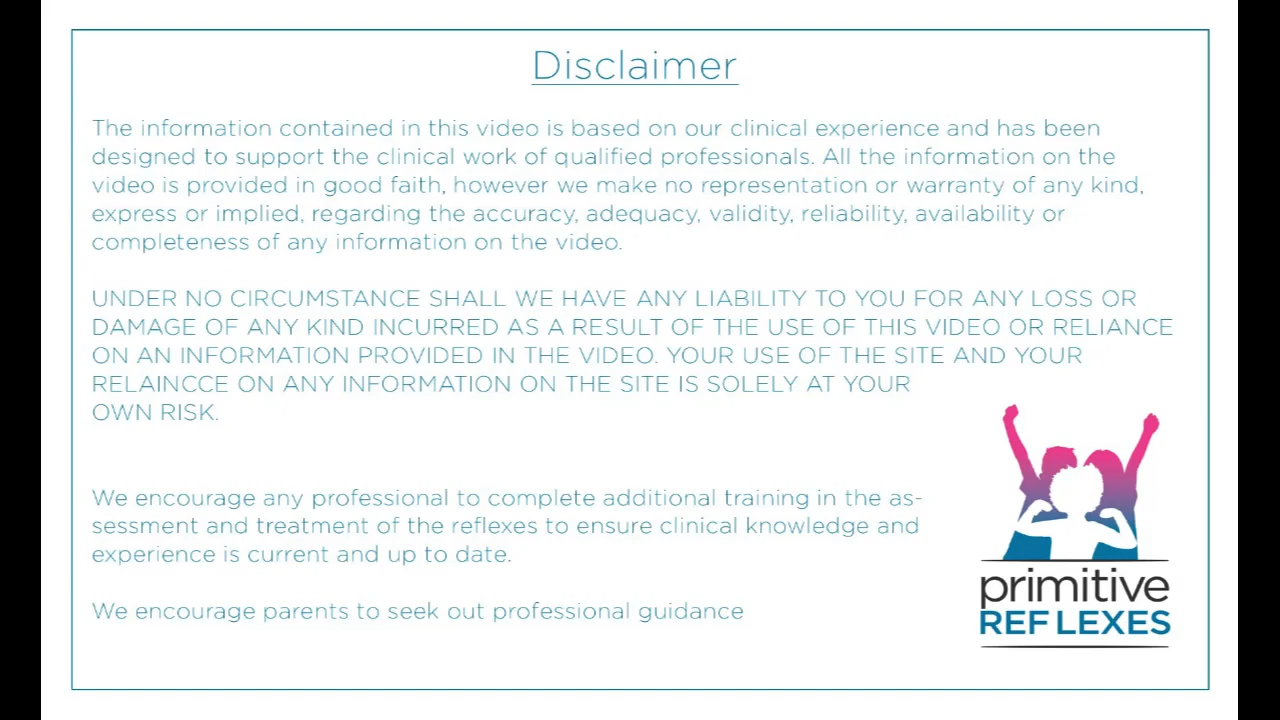 Disclaimer
The information contained in this video is based on our clinical experience and has been
designed to support the clinical work of qualified professionals. All the information on the
video is provided in good faith, however we make no representation or warranty of any kind,
express or implied, regarding the accuracy, adequacy, validity, reliability, availability or
completeness of any information on the video.
UNDER NO CIRCUMSTANCE SHALL WE HAVE ANY LIABILITY TO YOU FOR ANY LOSS OR
DAMAGE OF ANY KIND INCURRED AS A RESULT OF THE USE OF THIS VIDEO OR RELIANCE
ON AN INFORMATION PROVIDED IN THE VIDEO. YOUR USE OF THE SITE AND YOUR
RELAINCCE ON ANY INFORMATION ON THE SITE IS SOLELY AT YOUR
OWN RISK.
We encourage any professional to complete additional training in the as-
sessment and treatment of the reflexes to ensure clinical knowledge and
experience is current and up to date.
We encourage parents to seek out professional guidance
primitive
REFLEXES